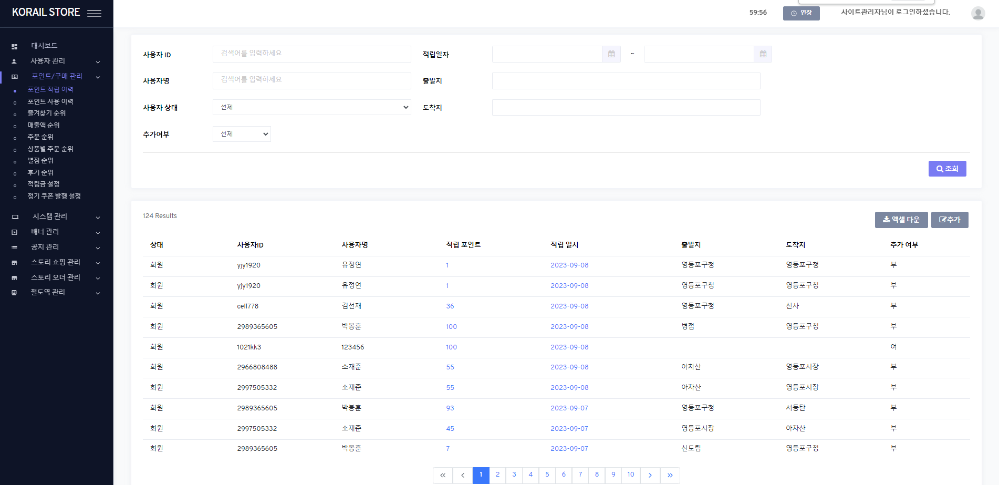 KORAIL STORE
59:56
연장
사이트관리자님이 로그인하셨습니다.
대시보드
사용자 관리
포인트/구매 관리
포인트 적립 이력
포인트 사용 이력
즐겨찾기 순위
매출액 순위
주문 순위
상품별 주문 순위
별점 순위
후기 순위
적립금 설정
정기 쿠폰 발행 설정
시스템 관리
배너 관리
공지 관리
스토리 쇼핑 관리
스토리 오더 관리
철도역 관리
사용자 ID 검색어를 입력하세요 적립일자 ~
사용자명 검색어를 입력하세요 출발지
사용자 상태 선제 도착지
추가여부 선제
조회
124 Results
엑셀 다운 추가
상태 사용자ID 사용자명 적립 포인트 적립 일시 출발지 도착지 추가 여부
회원 yjy1920 유정연 1 2023-09-08 영등포구청 영등포구청 부
회원 yjy1920 유정연 1 2023-09-08 영등포구청 영등포구청 부
회원 cell778 김선재 36 2023-09-08 영등포구청 신사 부
회원 2989365605 박봉훈 100 2023-09-08 병점 영등포구청 부
회원 1021kk3 123456 100 2023-09-08 여
회원 2966808488 소재준 55 2023-09-08 아차산 영등포시장 부
회원 2997505332 소재준 55 2023-09-08 아차산 영등포시장 부
회원 2989365605 박봉훈 93 2023-09-07 영등포구청 서동탄 부
회원 2997505332 소재준 45 2023-09-07 영등포시장 아차산 부
회원 2989365605 박봉훈 7 2023-09-07 신도림 영등포구청 부
« ‹ 1 2 3 4 5 6 7 8 9 10 › »